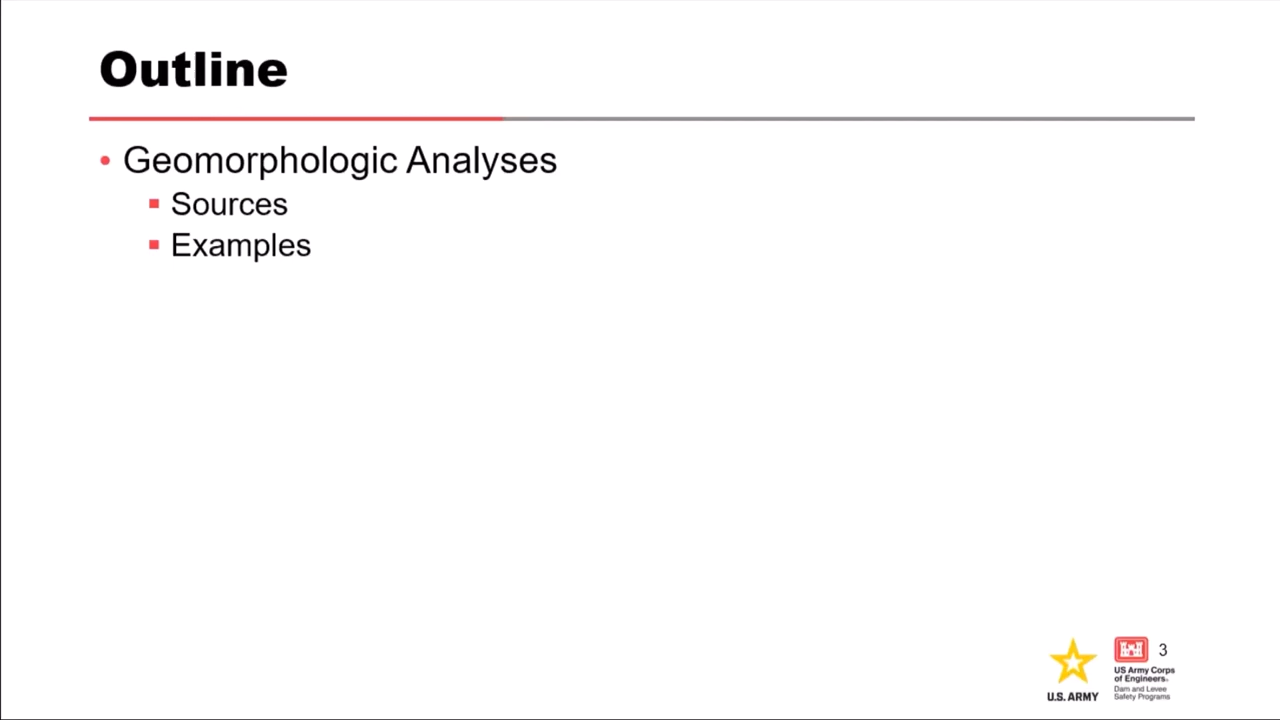 Outline
• Geomorphologic Analyses
▪ Sources
▪ Examples
3
U.S. ARMY
US Army Corps
of Engineers®
Dam and Levee
Safety Programs